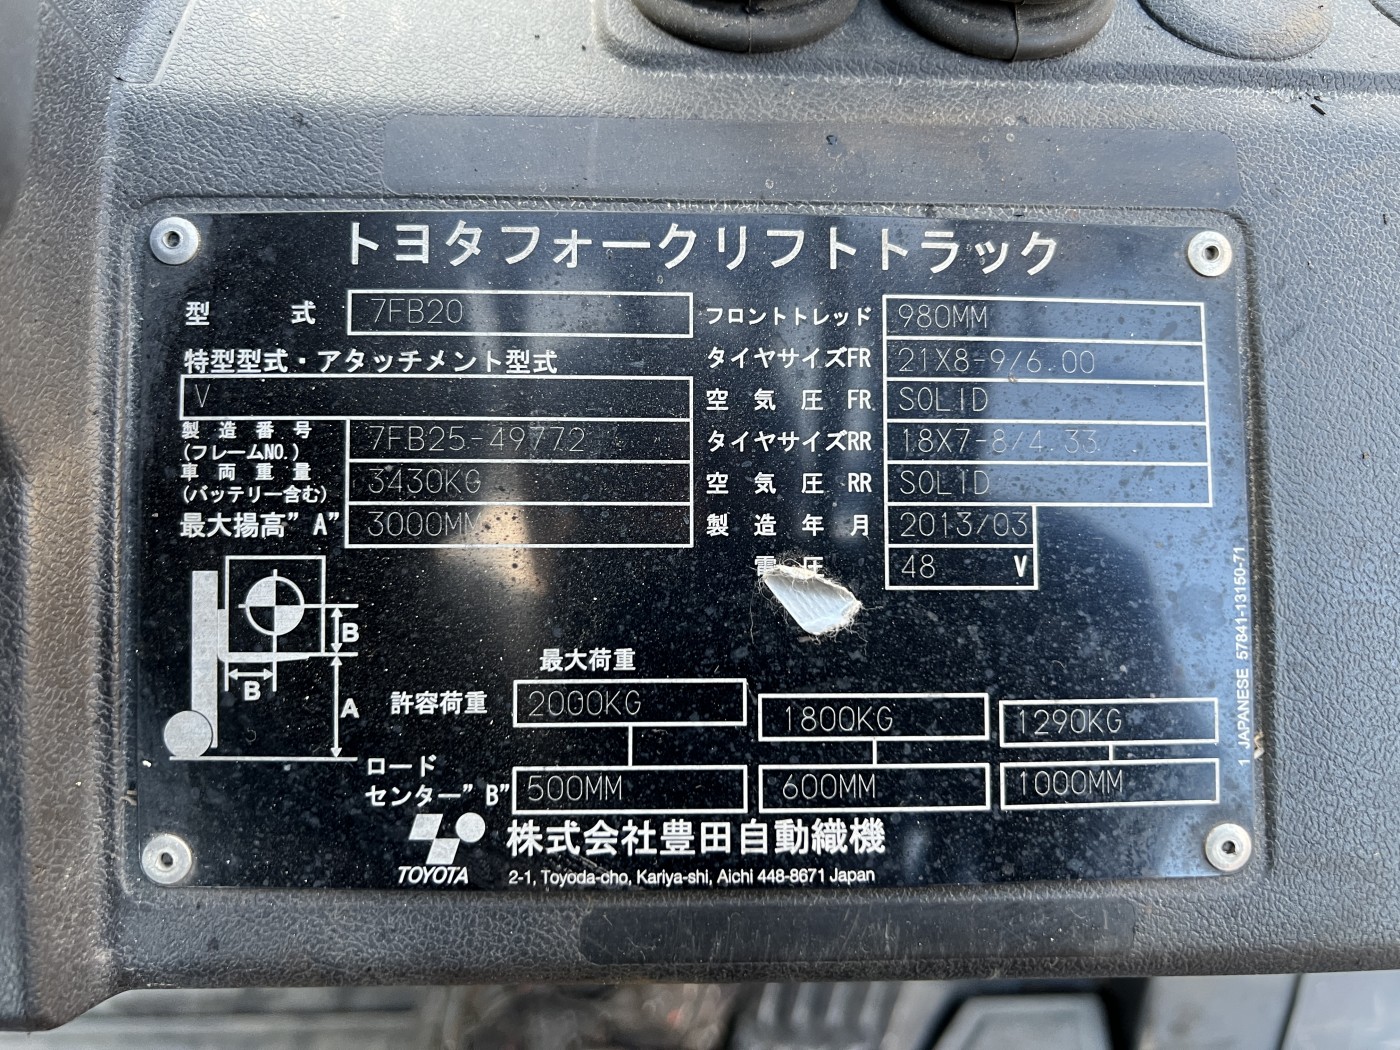 トヨタフォークリフトトラック
型 式 7FB20
特型型式・アタッチメント型式
V
製造番号 7FB25-49772
(フレームNO.)
車両重量 3430KG
(バッテリー含む)
最大揚高"A" 3000MM
フロントトレッド 980MM
タイヤサイズFR 21X8-9/6.00
空気圧 FR SOLID
タイヤサイズRR 18X7-8/4.33
空気圧 RR SOLID
製造年月 2013/03
電圧 48 V
B
B
A
最大荷重
許容荷重 2000KG 1800KG 1290KG
ロード
センター"B" 500MM 600MM 1000MM
TOYOTA
株式会社豊田自動織機
2-1, Toyoda-cho, Kariya-shi, Aichi 448-8671 Japan
1 JAPANESE 57841-13150-71